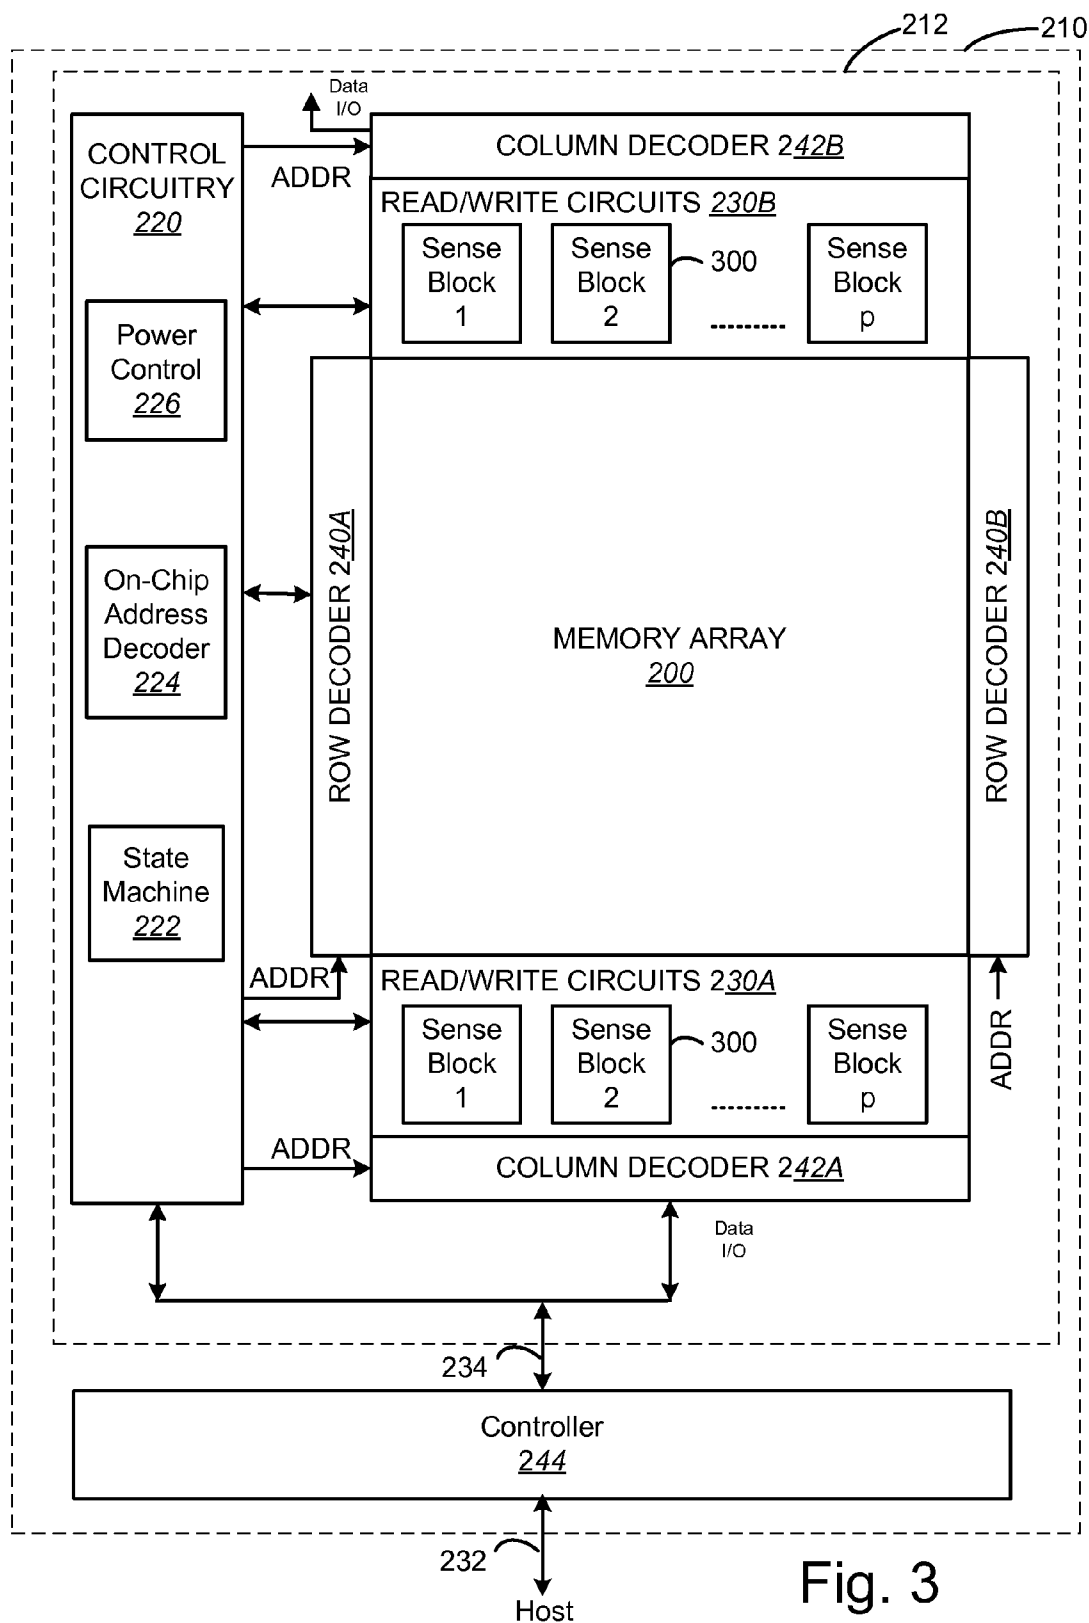 212
210
Data
I/O
CONTROL
CIRCUITRY
220
ADDR
COLUMN DECODER 242B
READ/WRITE CIRCUITS 230B
Sense
Block
1
Sense
Block
2
300
..........
Sense
Block
p
Power
Control
226
On-Chip
Address
Decoder
224
State
Machine
222
ROW DECODER 240A
MEMORY ARRAY
200
ROW DECODER 240B
ADDR
READ/WRITE CIRCUITS 230A
Sense
Block
1
Sense
Block
2
300
..........
Sense
Block
p
ADDR
ADDR
COLUMN DECODER 242A
Data
I/O
234
Controller
244
232
Host
Fig. 3